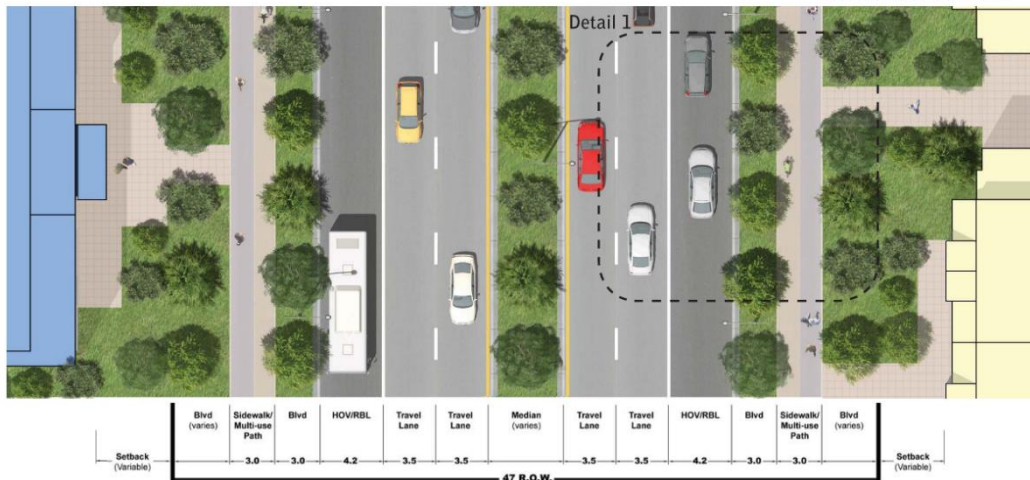 Detail 1
Blvd
(varies)
Sidewalk/
Multi-use
Path
Blvd
HOV/RBL
Travel
Lane
Travel
Lane
Median
(varies)
Travel
Lane
Travel
Lane
HOV/RBL
Blvd
Sidewalk/
Multi-use
Path
Blvd
(varies)
Setback
(Variable)
3.0
3.0
4.2
3.5
3.5
3.5
3.5
4.2
3.0
3.0
Setback
(Variable)
47 R.O.W.